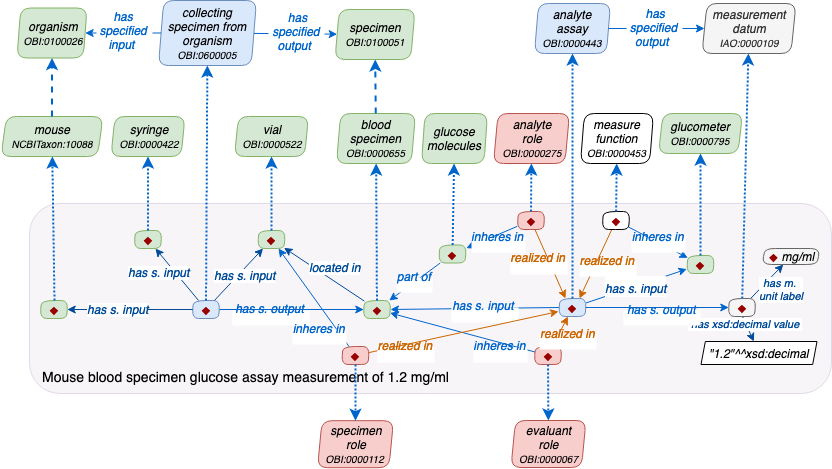 organism
OBI:0100026
has
specified
input
collecting
specimen from
organism
OBI:0600005
has
specified
output
specimen
OBI:0100051
analyte
assay
OBI:0000443
has
specified
output
measurement
datum
IAO:0000109
mouse
NCBITaxon:10088
syringe
OBI:0000422
vial
OBI:0000522
blood
specimen
OBI:0000655
glucose
molecules
analyte
role
OBI:0000275
measure
function
OBI:0000453
glucometer
OBI:0000795
has s. input
has s. input
located in
part of
inheres in
realized in
realized in
inheres in
mg/ml
has m.
unit label
has s. input
has s. output
has s. input
has s. input
has s. output
inheres in
realized in
inheres in
realized in
has xsd:decimal value
"1.2"^^xsd:decimal
Mouse blood specimen glucose assay measurement of 1.2 mg/ml
specimen
role
OBI:0000112
evaluant
role
OBI:0000067